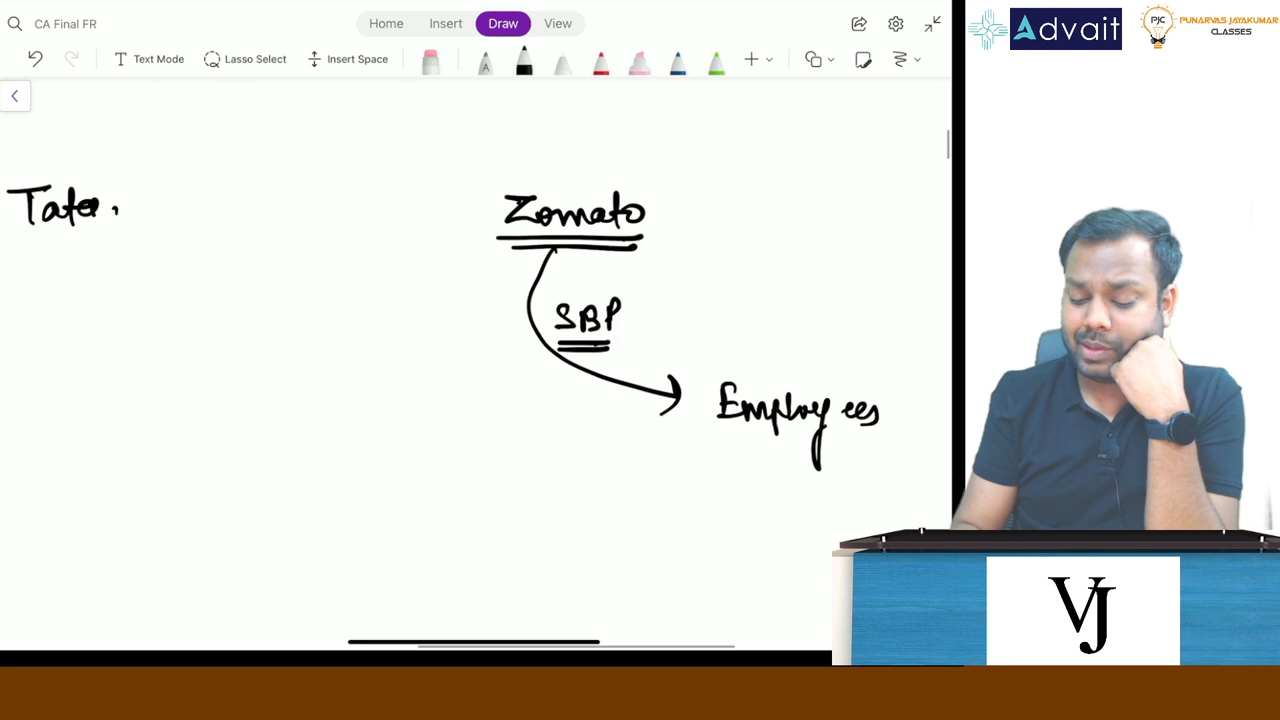 CA Final FR
Home Insert Draw View
Text Mode Lasso Select Insert Space
A
Advait
PJC
PUNARVAS JAYAKUMAR
CLASSES
Tata.
Zomato
SBP
Employees
VJ